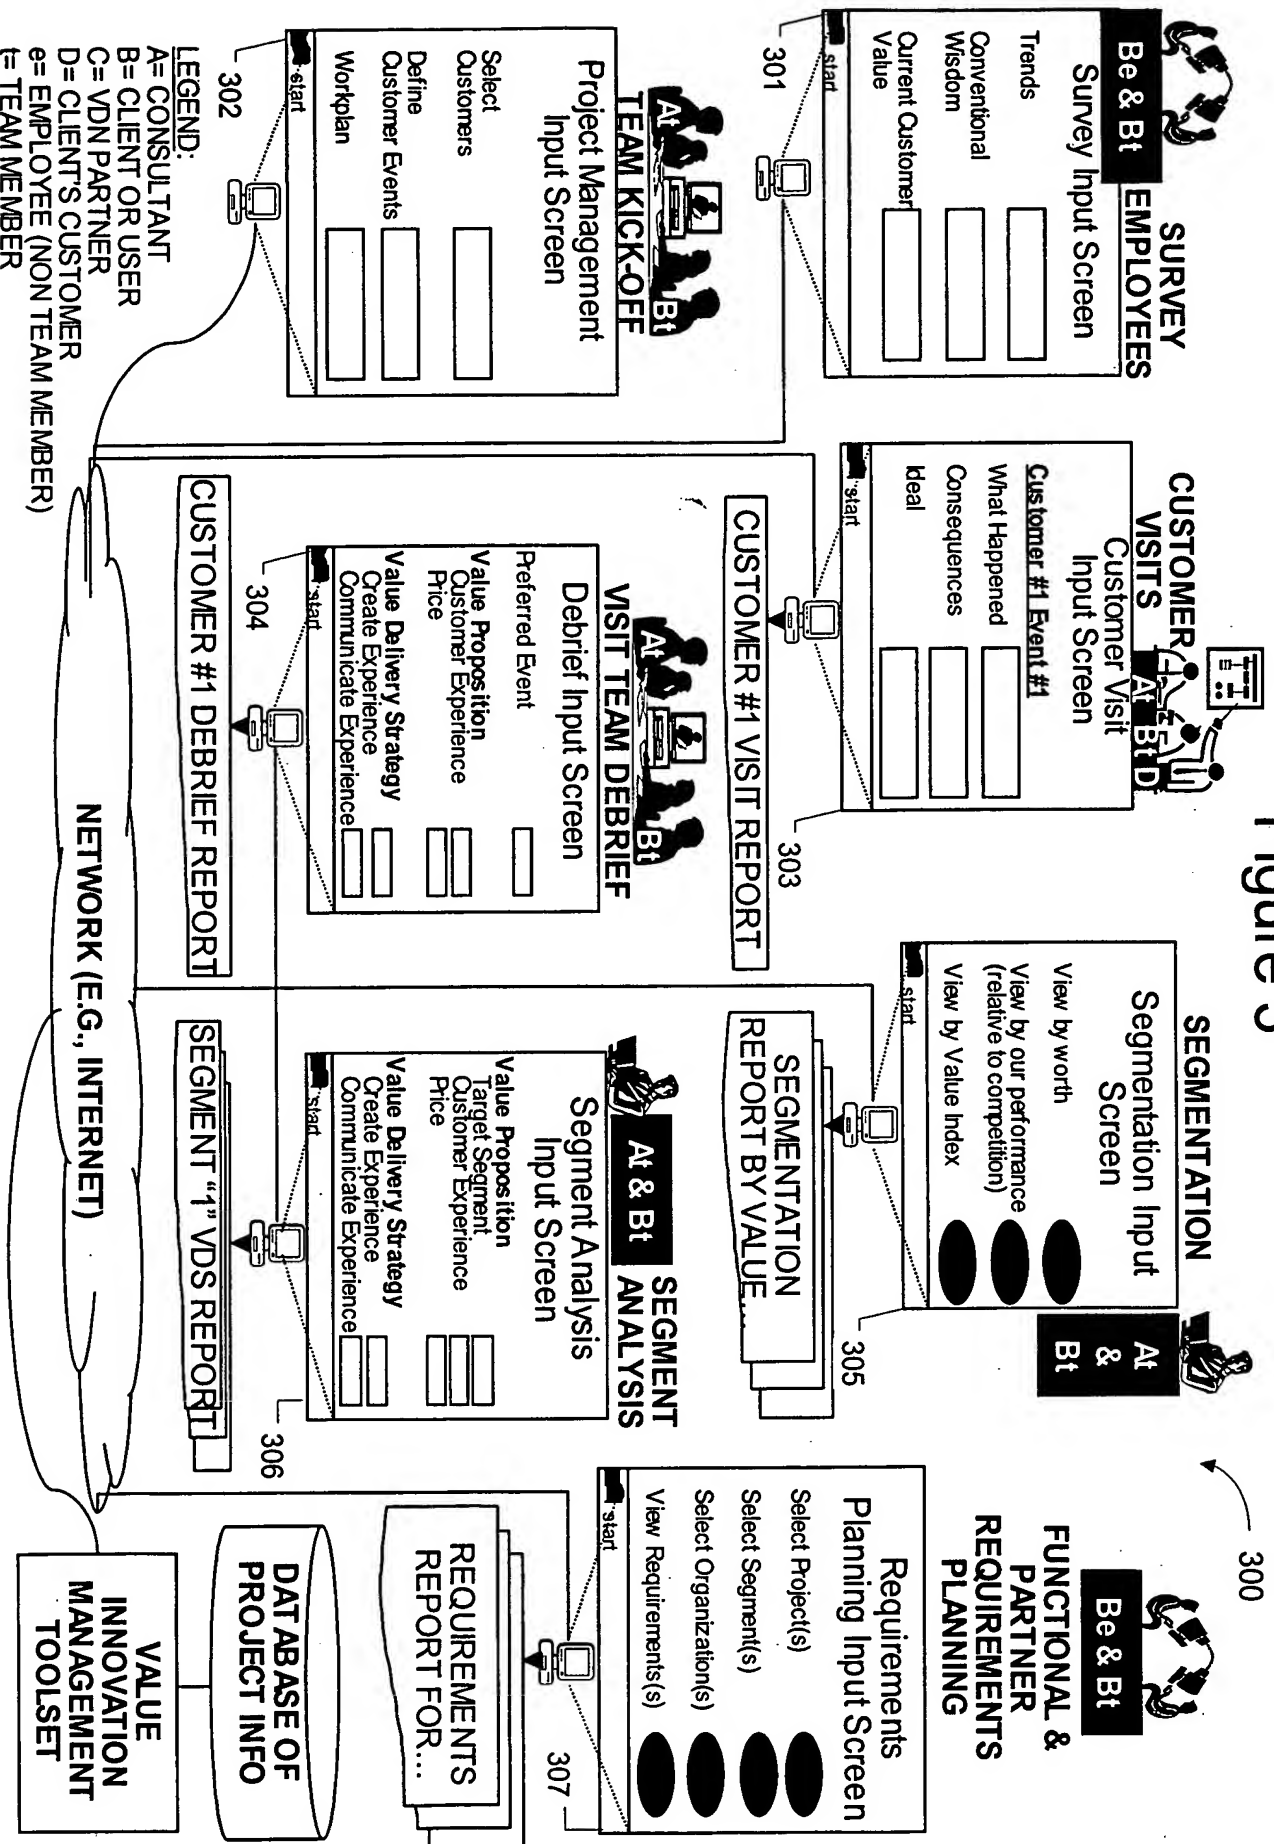 Figure 3
300
SURVEY
EMPLOYEES
Be & Bt
Survey Input Screen
Trends
Conventional
Wisdom
Current Customer
Value
start
301
TEAM KICK-OFF
At
Bt
Project Management
Input Screen
Select
Customers
Define
Customer Events
Workplan
start
302
LEGEND:
A= CONSULTANT
B= CLIENT OR USER
C= VDN PARTNER
D= CLIENT'S CUSTOMER
e= EMPLOYEE (NON TEAM MEMBER)
t= TEAM MEMBER
CUSTOMER
VISITS
At Bt D
Customer Visit
Input Screen
Customer #1 Event #1
What Happened
Consequences
Ideal
start
303
CUSTOMER #1 VISIT REPORT
VISIT TEAM DEBRIEF
At
Bt
Debrief Input Screen
Preferred Event
Value Proposition
Customer Experience
Price
Value Delivery Strategy
Create Experience
Communicate Experience
start
304
CUSTOMER #1 DEBRIEF REPORT
SEGMENTATION
At
&
Bt
Segmentation Input
Screen
View by worth
View by our performance
(relative to competition)
View by Value Index
start
305
SEGMENTATION
REPORT BY VALUE...
SEGMENT
ANALYSIS
At & Bt
Segment Analysis
Input Screen
Value Proposition
Target Segment
Customer Experience
Price
Value Delivery Strategy
Create Experience
Communicate Experience
start
306
SEGMENT "1" VDS REPORT
FUNCTIONAL &
PARTNER
REQUIREMENTS
PLANNING
Be & Bt
Requirements
Planning Input Screen
Select Project(s)
Select Segment(s)
Select Organization(s)
View Requirements(s)
start
307
REQUIREMENTS
REPORT FOR...
DATABASE OF
PROJECT INFO
VALUE
INNOVATION
MANAGEMENT
TOOLSET
NETWORK (E.G., INTERNET)